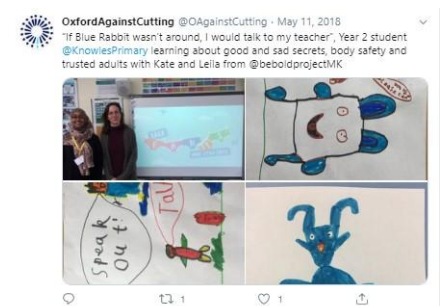 OxfordAgainstCutting @OAgainstCutting · May 11, 2018
"If Blue Rabbit wasn't around, I would talk to my teacher", Year 2 student
@KnowlesPrimary learning about good and sad secrets, body safety and
trusted adults with Kate and Leila from @beboldprojectMK
Speak
out!
Tal
1
1